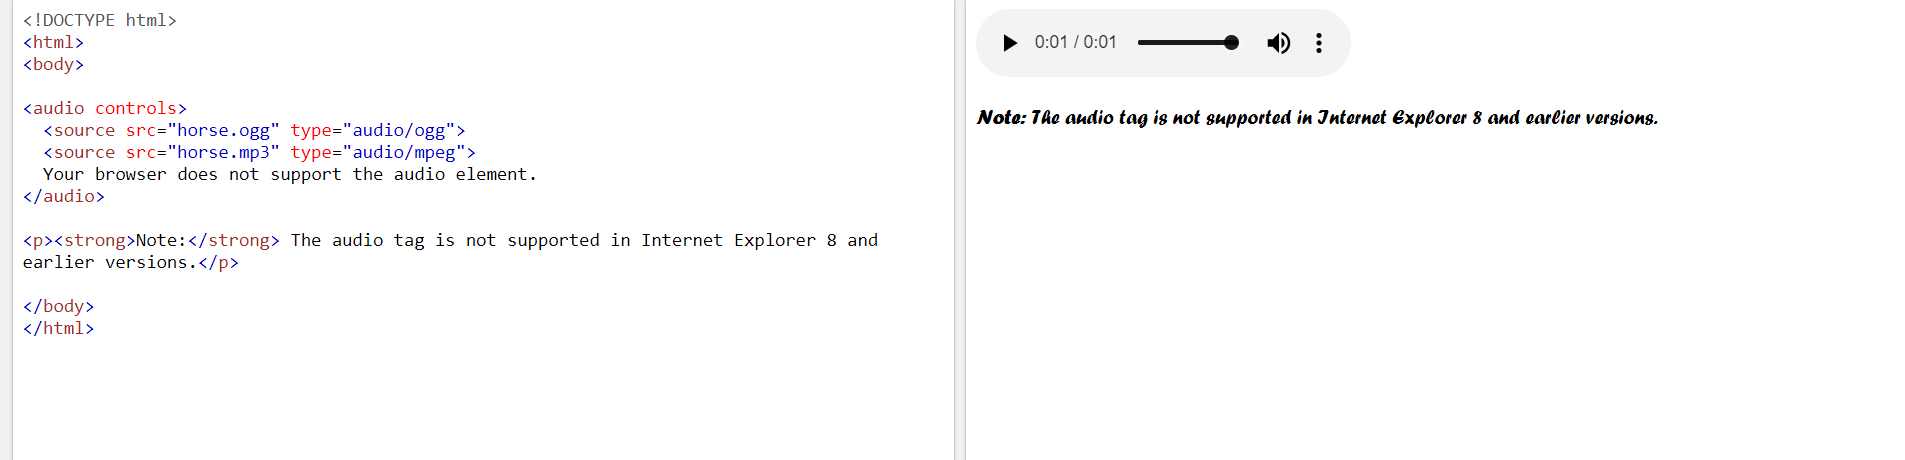 <!DOCTYPE html>
<html>
<body>
<audio controls>
<source src="horse.ogg" type="audio/ogg">
<source src="horse.mp3" type="audio/mpeg">
Your browser does not support the audio element.
</audio>
<p><strong>Note:</strong> The audio tag is not supported in Internet Explorer 8 and
earlier versions.</p>
</body>
</html>
0:01 / 0:01
Note: The audio tag is not supported in Internet Explorer 8 and earlier versions.